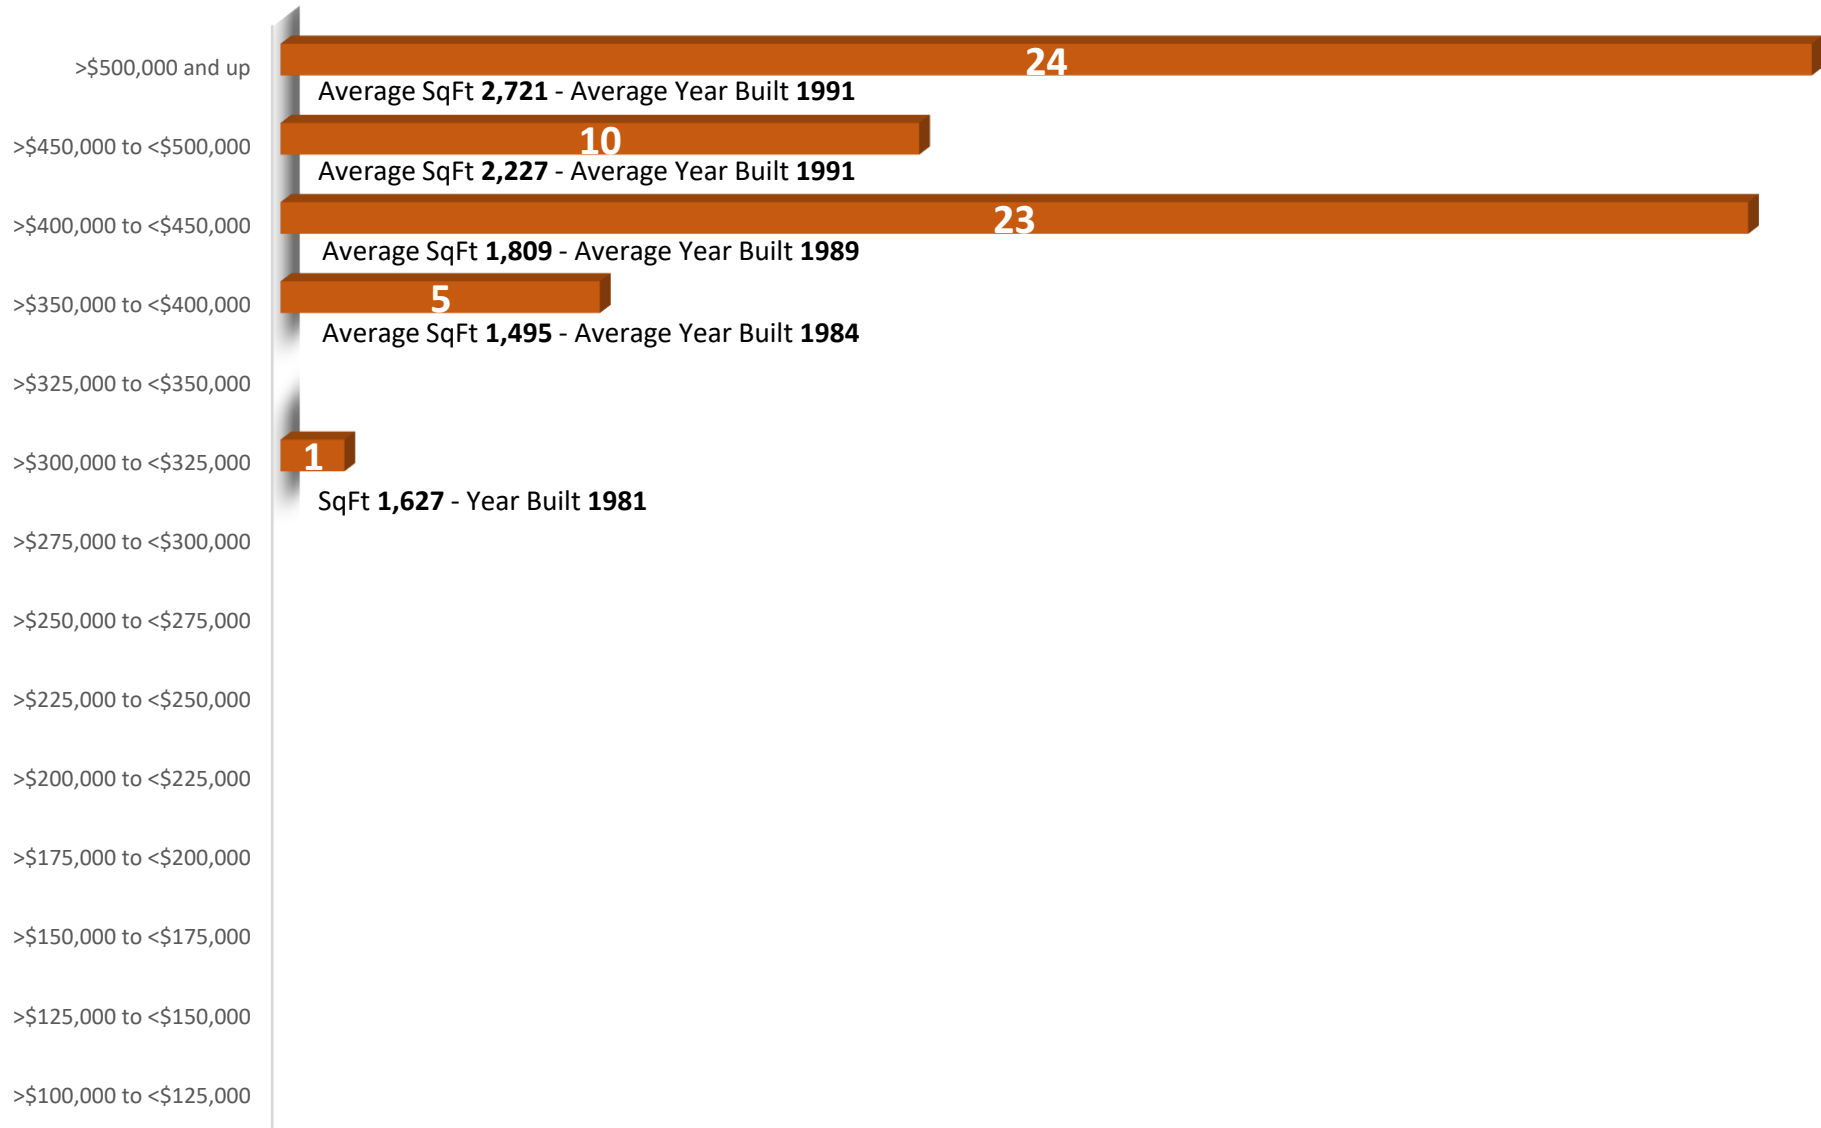 >$500,000 and up
24
Average SqFt 2,721 - Average Year Built 1991
>$450,000 to <$500,000
10
Average SqFt 2,227 - Average Year Built 1991
>$400,000 to <$450,000
23
Average SqFt 1,809 - Average Year Built 1989
>$350,000 to <$400,000
5
Average SqFt 1,495 - Average Year Built 1984
>$325,000 to <$350,000
>$300,000 to <$325,000
1
SqFt 1,627 - Year Built 1981
>$275,000 to <$300,000
>$250,000 to <$275,000
>$225,000 to <$250,000
>$200,000 to <$225,000
>$175,000 to <$200,000
>$150,000 to <$175,000
>$125,000 to <$150,000
>$100,000 to <$125,000